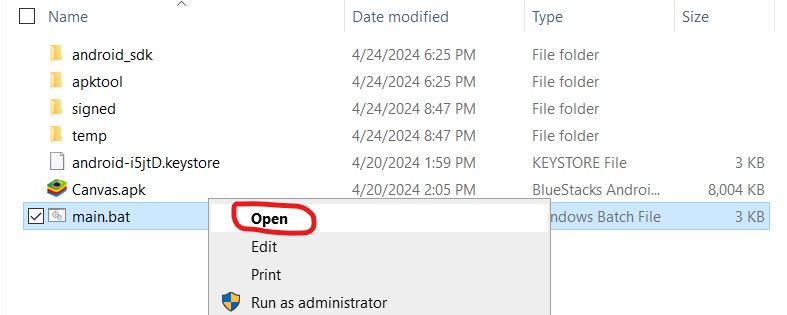 Name Date modified Type Size
android_sdk 4/24/2024 6:25 PM File folder
apktool 4/24/2024 6:25 PM File folder
signed 4/24/2024 8:47 PM File folder
temp 4/24/2024 8:47 PM File folder
android-i5jtD.keystore 4/20/2024 1:59 PM KEYSTORE File 3 KB
Canvas.apk 4/20/2024 2:05 PM BlueStacks Androi... 8,004 KB
main.bat ndows Batch File 3 KB
Open
Edit
Print
Run as administrator